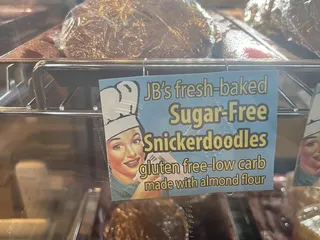 JB's fresh-baked
Sugar-Free
Snickerdoodles
gluten free-low carb
made with almond flour